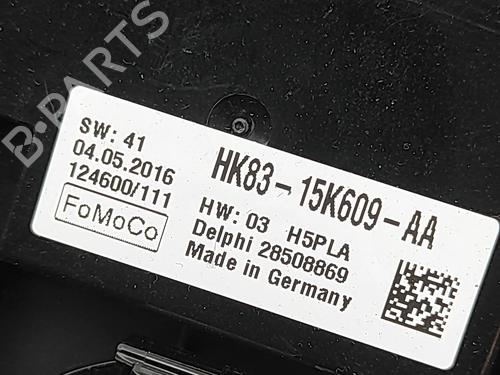 B-PARTS
SW: 41
04.05.2016
124600/111
FoMoCo
HK83-15K609-AA
HW: 03 H5PLA
Delphi 28508869
Made in Germany